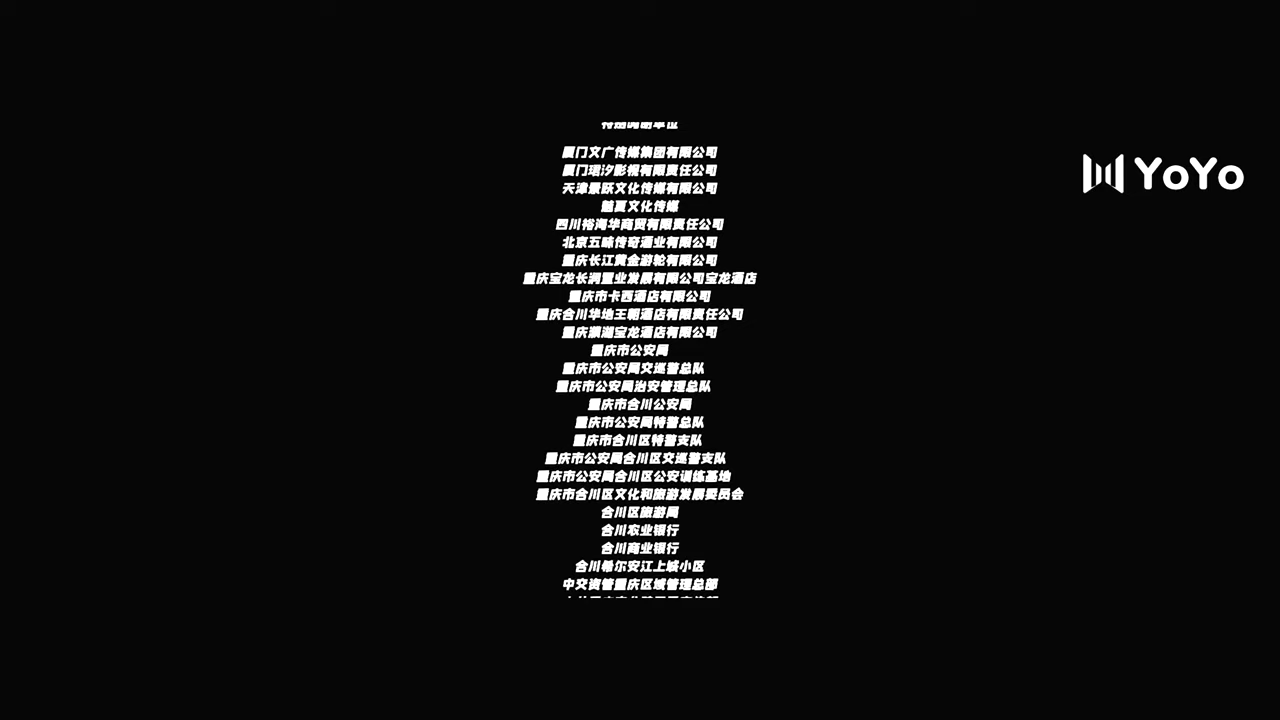 厦门文广传媒集团有限公司
厦门珺汐影视有限责任公司
天津景跃文化传媒有限公司
魅夏文化传媒
四川裕海华商贸有限责任公司
北京五味传奇酒业有限公司
重庆长江黄金游轮有限公司
重庆宝龙长润置业发展有限公司宝龙酒店
重庆市卡西酒店有限公司
重庆合川华地王朝酒店有限责任公司
重庆濮湖宝龙酒店有限公司
重庆市公安局
重庆市公安局交巡警总队
重庆市公安局治安管理总队
重庆市合川公安局
重庆市公安局特警总队
重庆市合川区特警支队
重庆市公安局合川区交巡警支队
重庆市公安局合川区公安训练基地
重庆市合川区文化和旅游发展委员会
合川区旅游局
合川农业银行
合川商业银行
合川希尔安江上城小区
中交资管重庆区域管理总部
YoYo